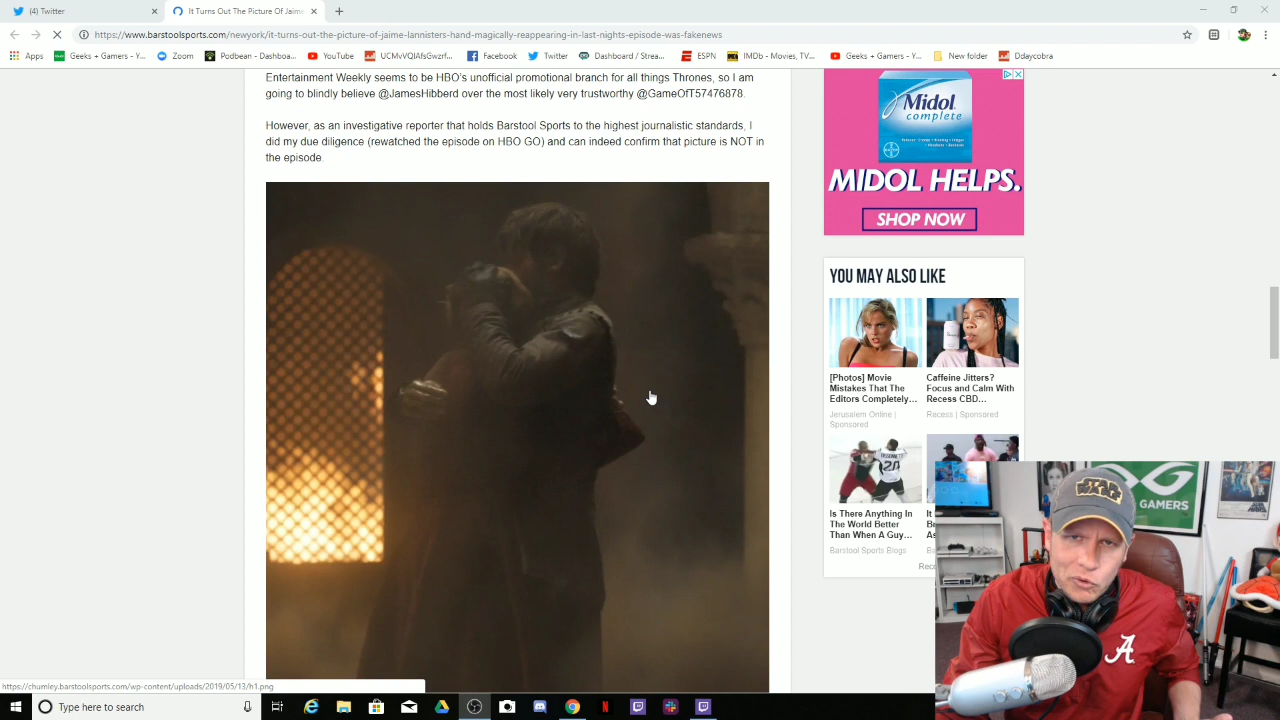 (4) Twitter
It Turns Out The Picture Of Jaime
https://www.barstoolsports.com/newyork/it-turns-out-the-picture-of-jaime-lannisters-hand-magically-reappearing-in-last-nights-episode-was-fakenews
Apps
Geeks + Gamers - Y...
Zoom
Podbean - Dashboard
YouTube
UCMvVQIAfsGwzrf...
Facebook
Twitter
Dashboard / Strea...
ESPN
IMDb - Movies, TV...
Geeks + Gamers - Y...
New folder
Ddaycobra
Entertainment Weekly seems to be HBO's unofficial promotional branch for all things Thrones, so I am
going to blindly believe @JamesHibberd over the most likely very trustworthy @GameOfT57476878.
However, as an investigative reporter that holds Barstool Sports to the highest journalistic standards, I
did my due diligence (rewatched the episode on HBO GO) and can indeed confirm that picture is NOT in
the episode.
Midol
complete
MIDOL HELPS.
SHOP NOW
YOU MAY ALSO LIKE
[Photos] Movie
Mistakes That The
Editors Completely...
Jerusalem Online |
Sponsored
Caffeine Jitters?
Focus and Calm With
Recess CBD...
Recess | Sponsored
Is There Anything In
The World Better
Than When A Guy...
Barstool Sports Blogs
GAMERS
STAR
WARS
A
https://chumley.barstoolsports.com/wp-content/uploads/2019/05/13/h1.png
Type here to search